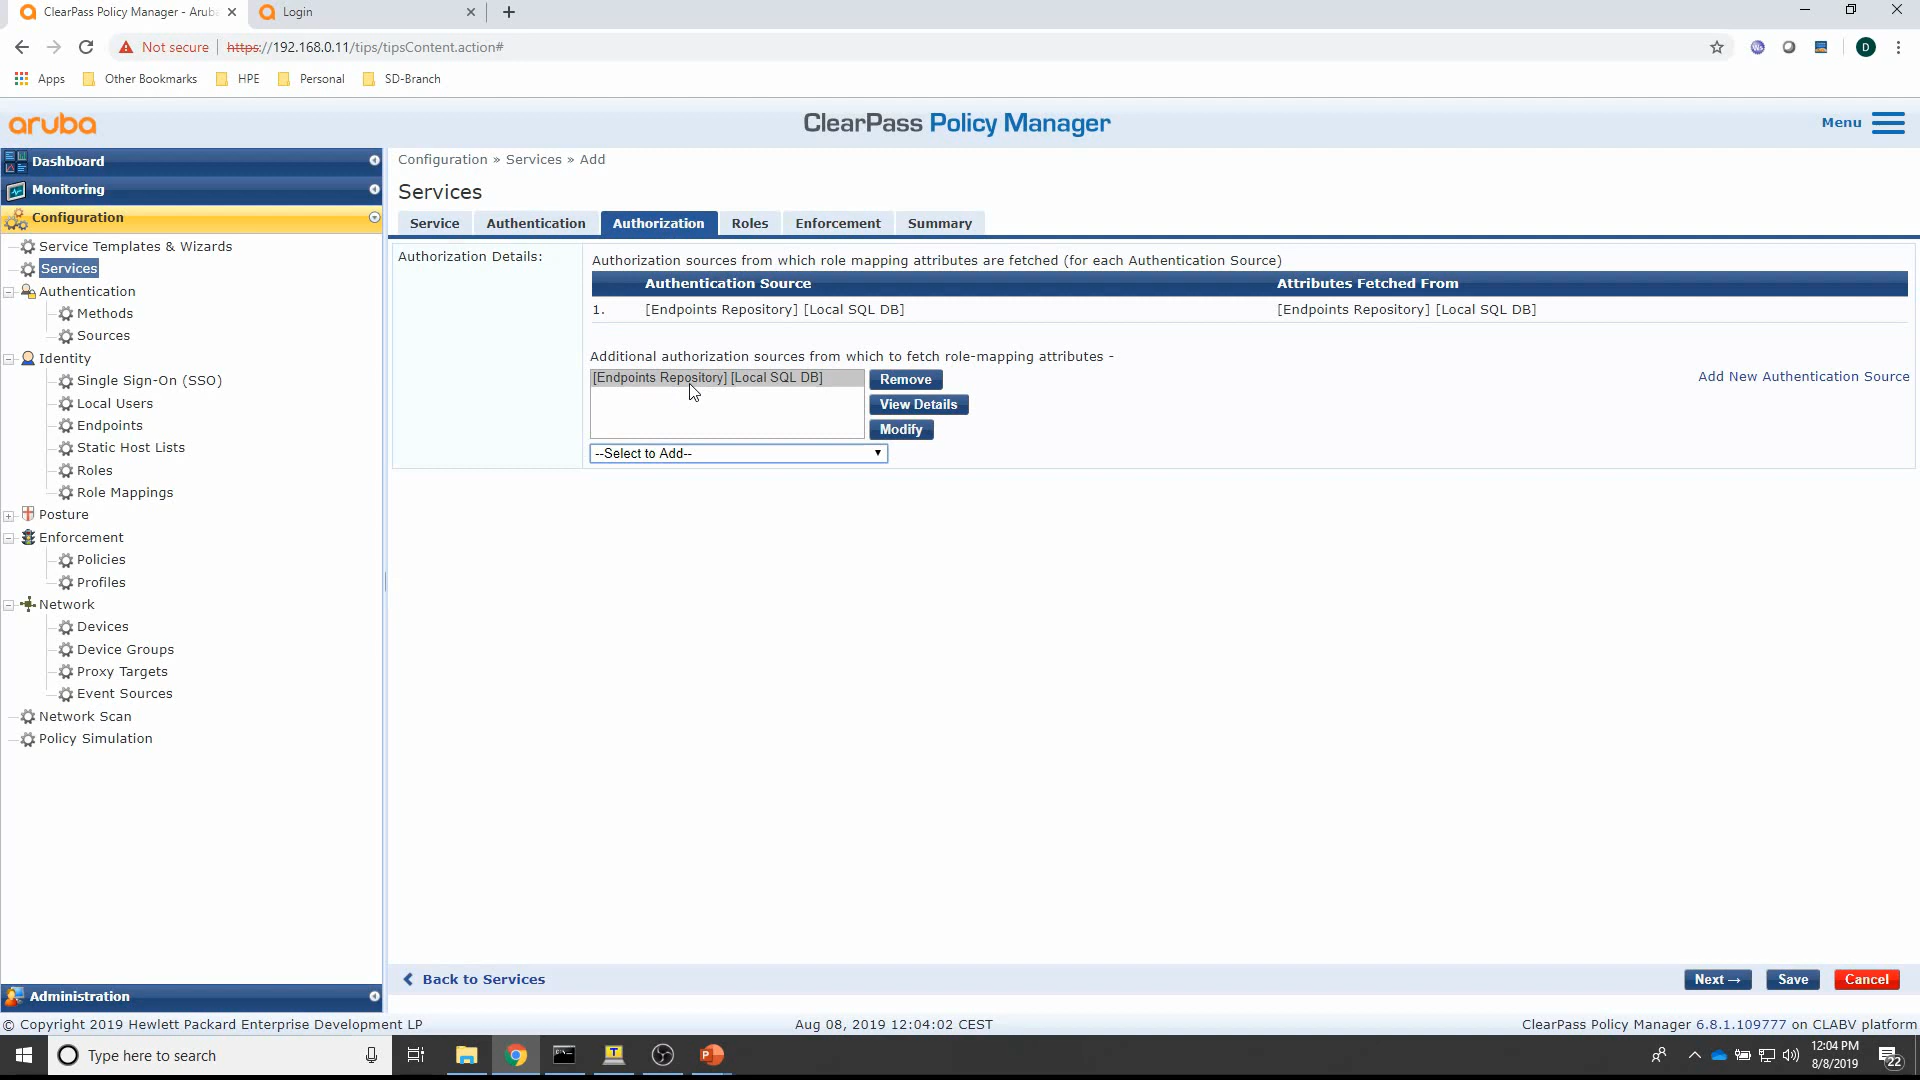 ClearPass Policy Manager - Aruba
Login
Not secure
https://192.168.0.11/tips/tipsContent.action#
D
Apps
Other Bookmarks
HPE
Personal
SD-Branch
aruba
ClearPass Policy Manager
Menu
Dashboard
Monitoring
Configuration
Service Templates & Wizards
Services
Authentication
Methods
Sources
Identity
Single Sign-On (SSO)
Local Users
Endpoints
Static Host Lists
Roles
Role Mappings
Posture
Enforcement
Policies
Profiles
Network
Devices
Device Groups
Proxy Targets
Event Sources
Network Scan
Policy Simulation
Administration
Configuration » Services » Add
Services
Service
Authentication
Authorization
Roles
Enforcement
Summary
Authorization Details:
Authorization sources from which role mapping attributes are fetched (for each Authentication Source)
Authentication Source
Attributes Fetched From
1.
[Endpoints Repository] [Local SQL DB]
[Endpoints Repository] [Local SQL DB]
Additional authorization sources from which to fetch role-mapping attributes -
[Endpoints Repository] [Local SQL DB]
Remove
View Details
Modify
--Select to Add--
Add New Authentication Source
Back to Services
Next →
Save
Cancel
© Copyright 2019 Hewlett Packard Enterprise Development LP
Aug 08, 2019 12:04:02 CEST
ClearPass Policy Manager 6.8.1.109777 on CLABV platform
Type here to search
12:04 PM
8/8/2019
22